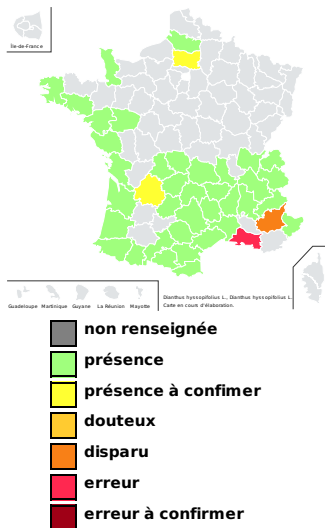 Île-de-France
Guadeloupe Martinique Guyane La Réunion Mayotte
Dianthus hyssopifolius L., Dianthus hyssopifolius L.
Carte en cours d'élaboration.
non renseignée
présence
présence à confimer
douteux
disparu
erreur
erreur à confirmer